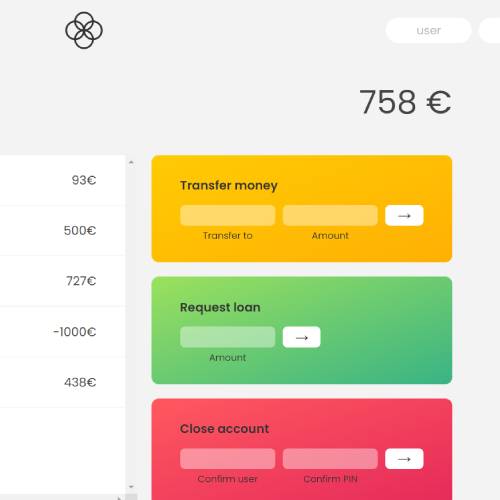 user
758 €
93€
500€
727€
-1000€
438€
Transfer money
→
Transfer to Amount
Request loan
→
Amount
Close account
→
Confirm user Confirm PIN